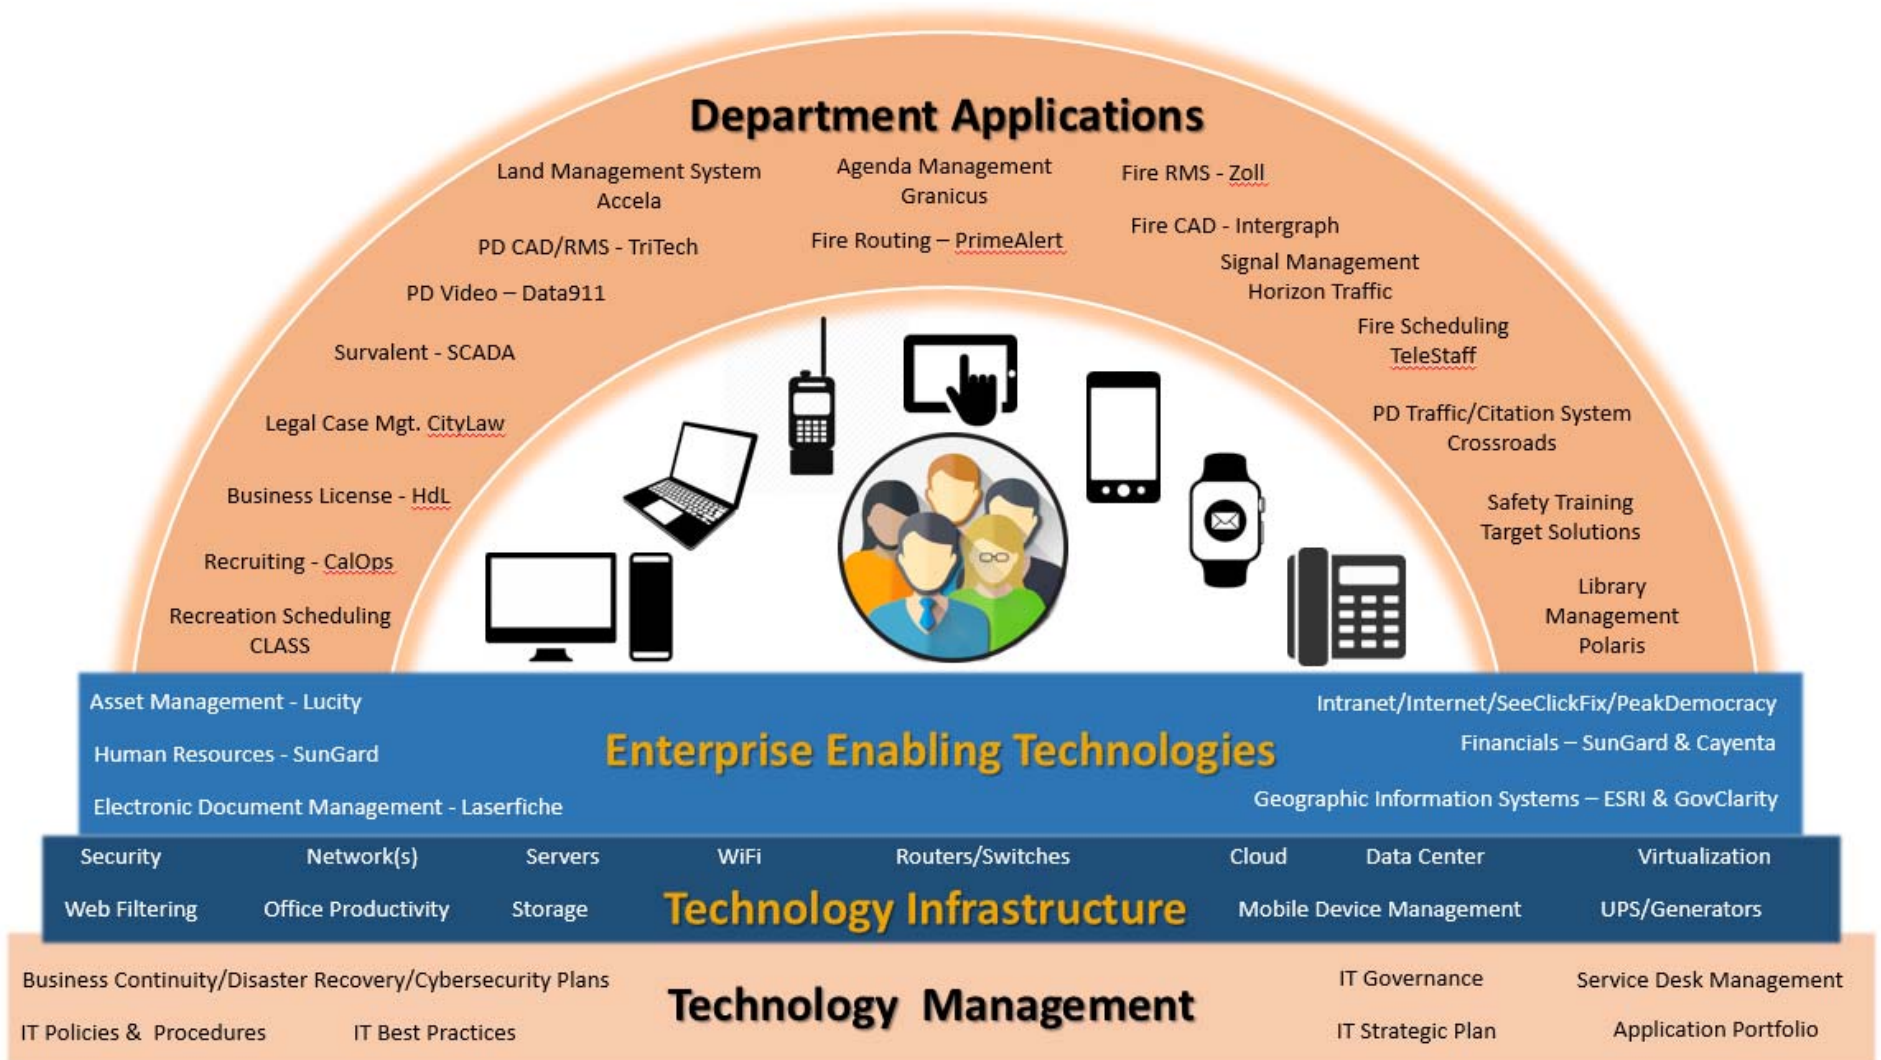 Department Applications
Land Management System
Accela
Agenda Management
Granicus
Fire RMS - Zoll
PD CAD/RMS - TriTech
Fire Routing – PrimeAlert
Fire CAD - Intergraph
PD Video – Data911
Signal Management
Horizon Traffic
Survalent - SCADA
Fire Scheduling
TeleStaff
Legal Case Mgt. CityLaw
PD Traffic/Citation System
Crossroads
Business License - HdL
Safety Training
Target Solutions
Recruiting - CalOps
Library
Management
Polaris
Recreation Scheduling
CLASS
Asset Management - Lucity
Human Resources - SunGard
Electronic Document Management - Laserfiche
Enterprise Enabling Technologies
Intranet/Internet/SeeClickFix/PeakDemocracy
Financials – SunGard & Cayenta
Geographic Information Systems – ESRI & GovClarity
Security Network(s) Servers WiFi Routers/Switches Cloud Data Center Virtualization
Web Filtering Office Productivity Storage Technology Infrastructure Mobile Device Management UPS/Generators
Business Continuity/Disaster Recovery/Cybersecurity Plans
IT Policies & Procedures IT Best Practices
Technology Management
IT Governance Service Desk Management
IT Strategic Plan Application Portfolio